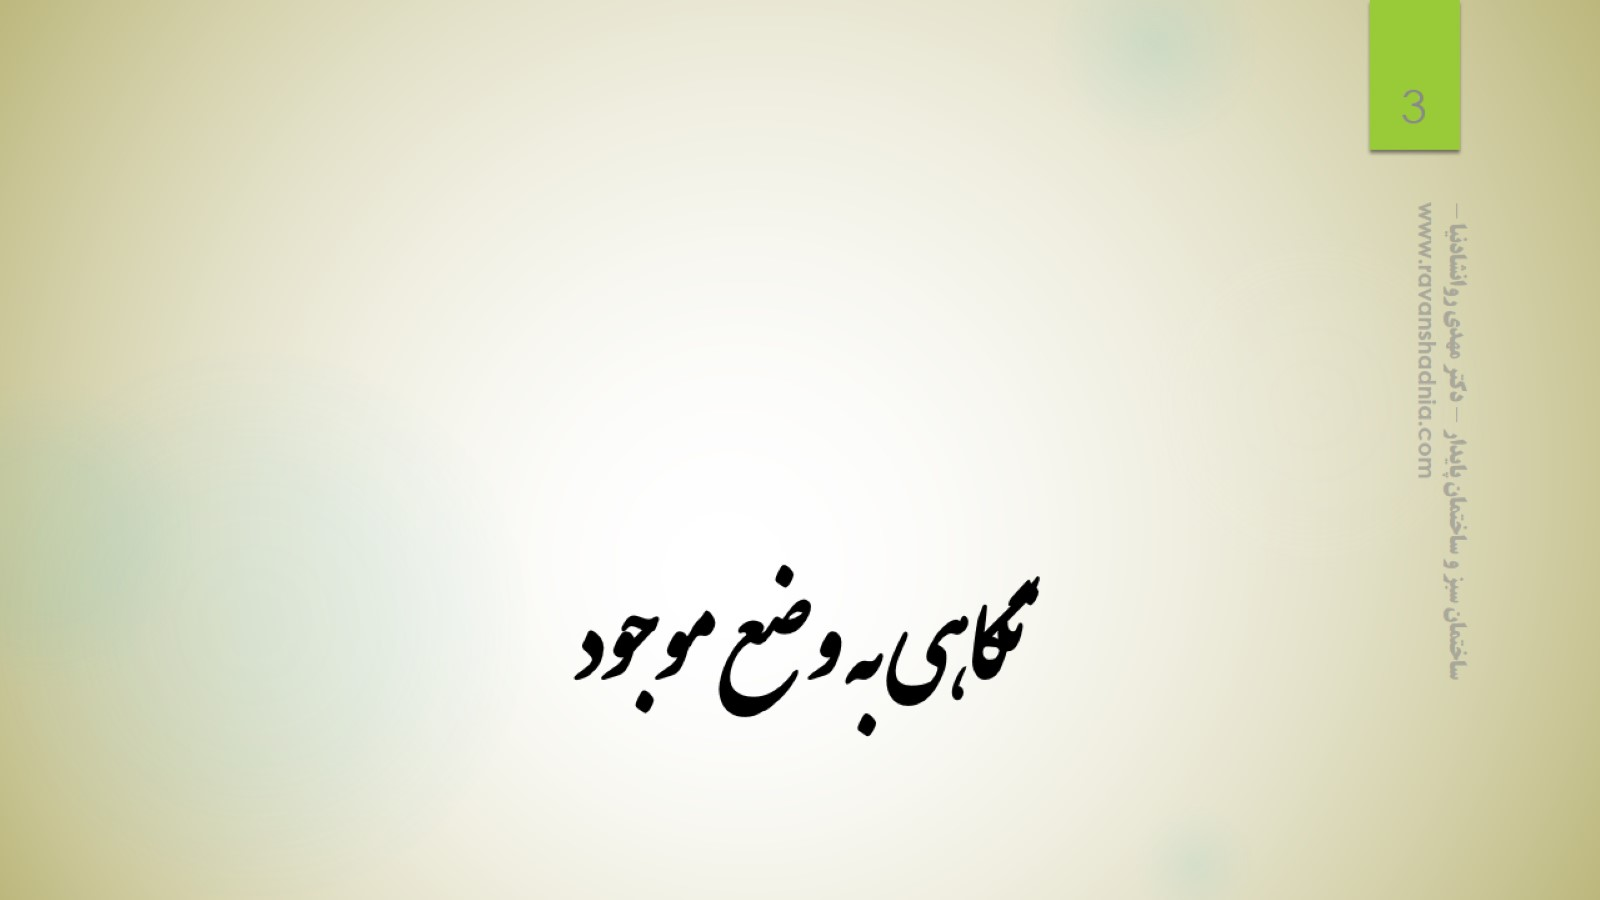 3
ساختمان سبز و ساختمان پایدار – دکتر مهدی روانشادنیا –
www.ravanshadnia.com
نگاهی به وضع موجود